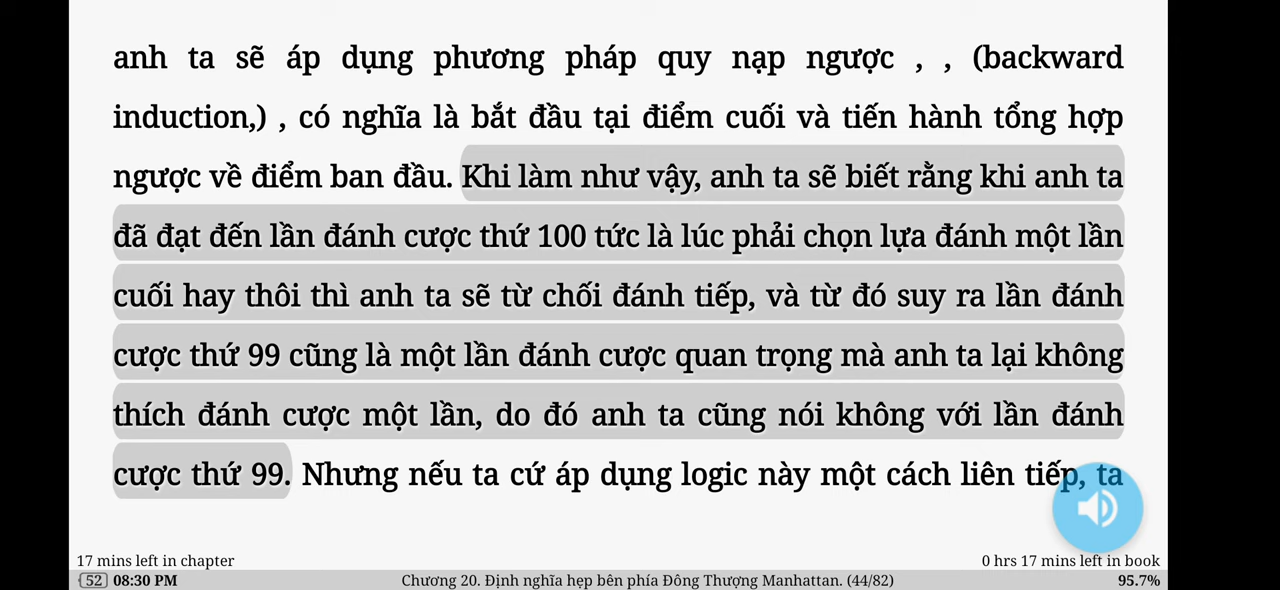 anh ta sẽ áp dụng phương pháp quy nạp ngược , , (backward
induction,) , có nghĩa là bắt đầu tại điểm cuối và tiến hành tổng hợp
ngược về điểm ban đầu. Khi làm như vậy, anh ta sẽ biết rằng khi anh ta
đã đạt đến lần đánh cược thứ 100 tức là lúc phải chọn lựa đánh một lần
cuối hay thôi thì anh ta sẽ từ chối đánh tiếp, và từ đó suy ra lần đánh
cược thứ 99 cũng là một lần đánh cược quan trọng mà anh ta lại không
thích đánh cược một lần, do đó anh ta cũng nói không với lần đánh
cược thứ 99. Nhưng nếu ta cứ áp dụng logic này một cách liên tiếp, ta
17 mins left in chapter 0 hrs 17 mins left in book
52 08:30 PM Chương 20. Định nghĩa hẹp bên phía Đông Thượng Manhattan. (44/82) 95.7%